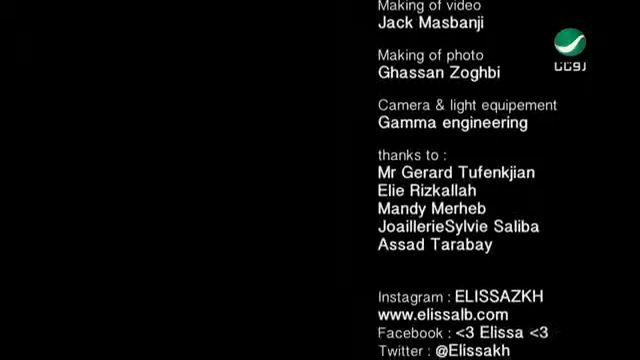 Making of video
Jack Masbanji
Making of photo
Ghassan Zoghbi
روتانا
Camera & light equipement
Gamma engineering
thanks to :
Mr Gerard Tufenkjian
Elie Rizkallah
Mandy Merheb
JoaillerieSylvie Saliba
Assad Tarabay
Instagram : ELISSAZKH
www.elissalb.com
Facebook : <3 Elissa <3
Twitter : @Elissakh